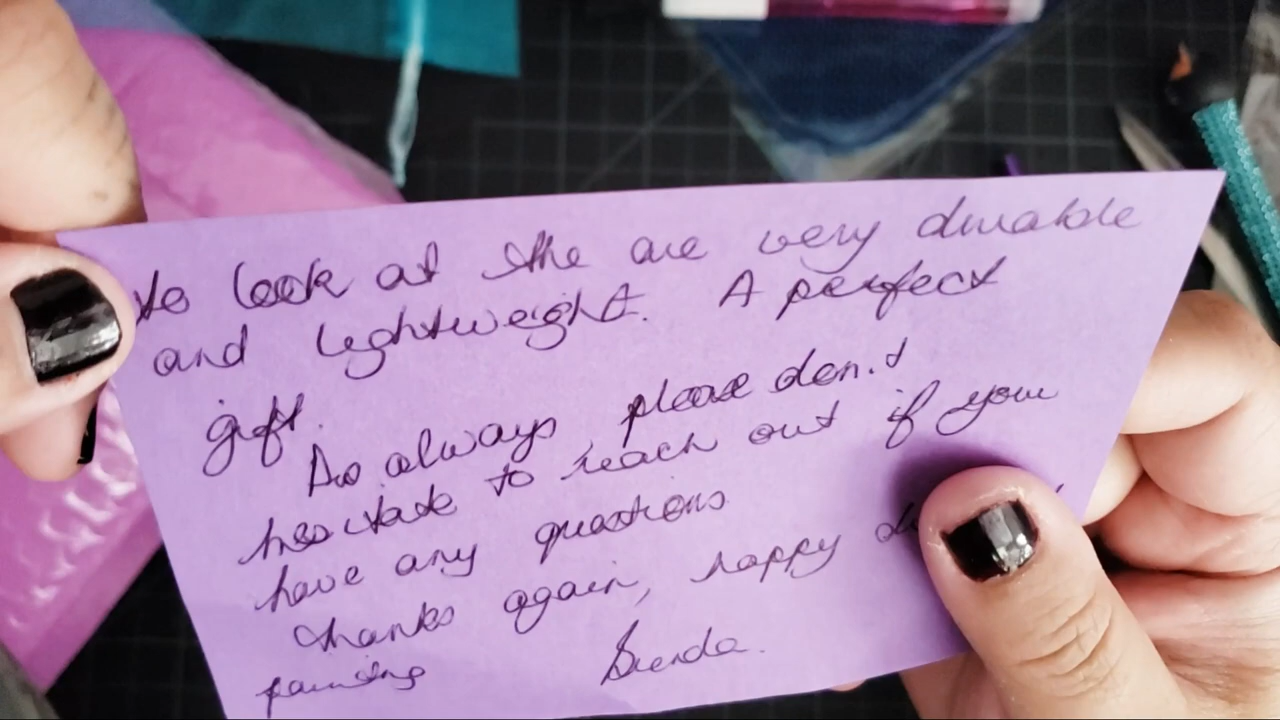 to look at the are very durable
and lightweight. A perfect
gift.
As always please don't
hesitate to reach out if you
have any questions
thanks again, happy
painting Brenda.